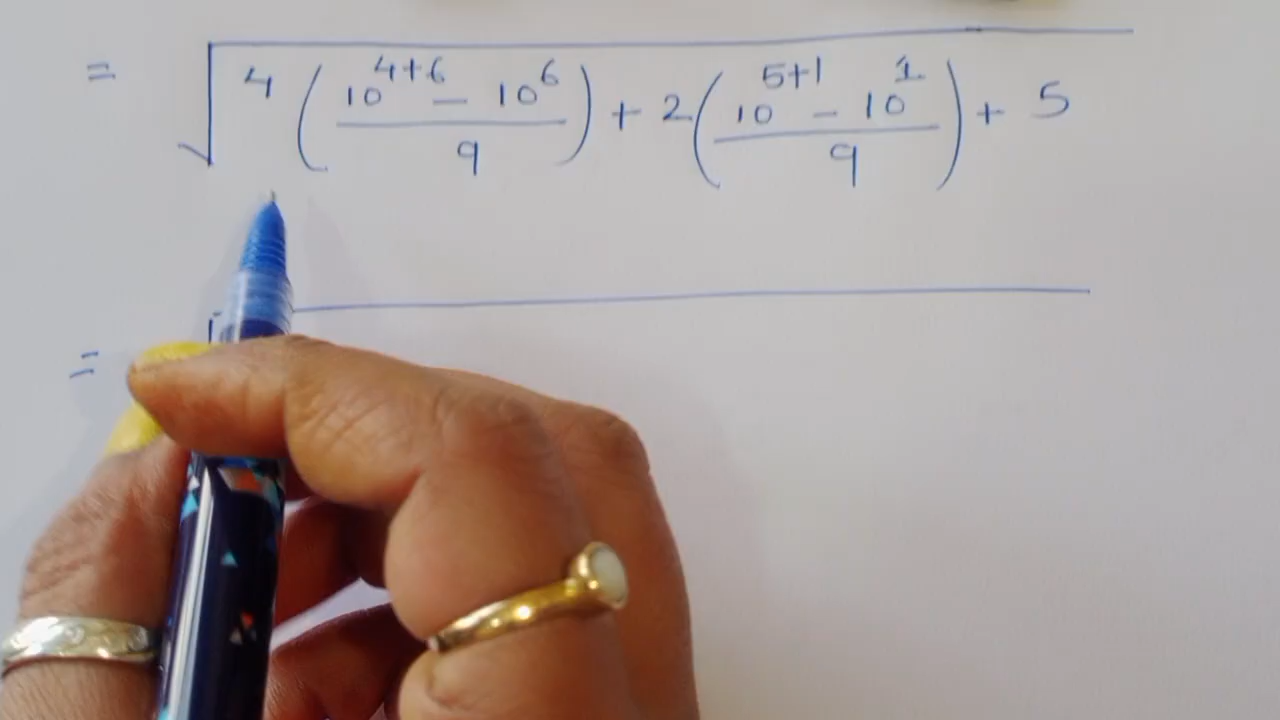 = √(4((10^(4+6) - 10^6)/9) + 2((10^(5+1) - 10^1)/9) + 5)
=